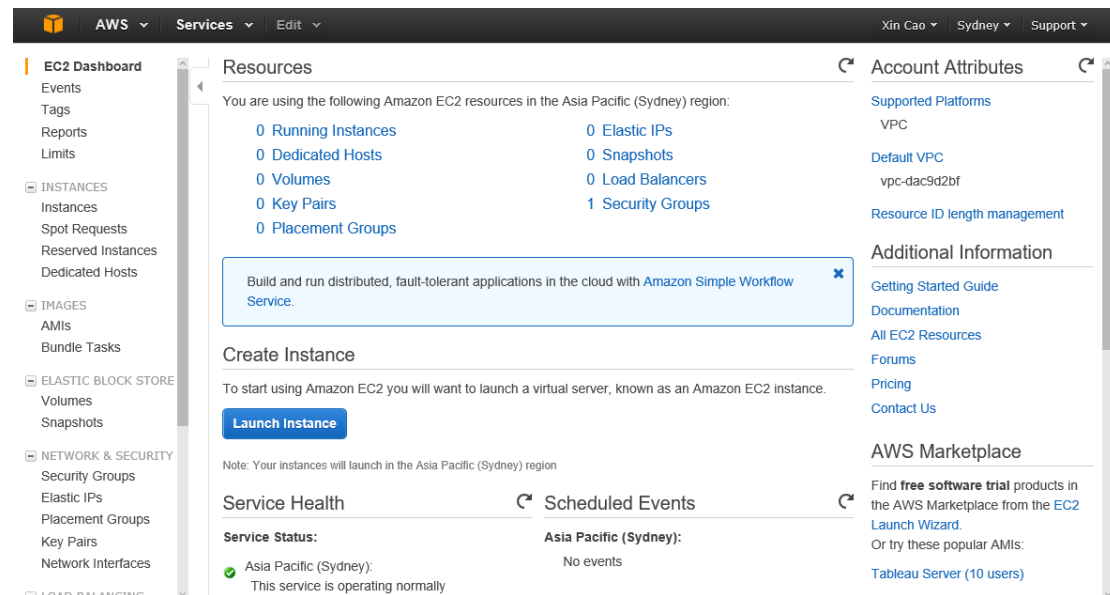 AWS Services Edit Xin Cao Sydney Support
EC2 Dashboard
Events
Tags
Reports
Limits
INSTANCES
Instances
Spot Requests
Reserved Instances
Dedicated Hosts
IMAGES
AMIs
Bundle Tasks
ELASTIC BLOCK STORE
Volumes
Snapshots
NETWORK & SECURITY
Security Groups
Elastic IPs
Placement Groups
Key Pairs
Network Interfaces
LOAD BALANCING
Resources
You are using the following Amazon EC2 resources in the Asia Pacific (Sydney) region:
0 Running Instances
0 Dedicated Hosts
0 Volumes
0 Key Pairs
0 Placement Groups
0 Elastic IPs
0 Snapshots
0 Load Balancers
1 Security Groups
Build and run distributed, fault-tolerant applications in the cloud with Amazon Simple Workflow
Service.
Create Instance
To start using Amazon EC2 you will want to launch a virtual server, known as an Amazon EC2 instance.
Launch Instance
Note: Your instances will launch in the Asia Pacific (Sydney) region
Service Health
Service Status:
Asia Pacific (Sydney):
This service is operating normally
Scheduled Events
Asia Pacific (Sydney):
No events
Account Attributes
Supported Platforms
VPC
Default VPC
vpc-dac9d2bf
Resource ID length management
Additional Information
Getting Started Guide
Documentation
All EC2 Resources
Forums
Pricing
Contact Us
AWS Marketplace
Find free software trial products in
the AWS Marketplace from the EC2
Launch Wizard.
Or try these popular AMIs:
Tableau Server (10 users)